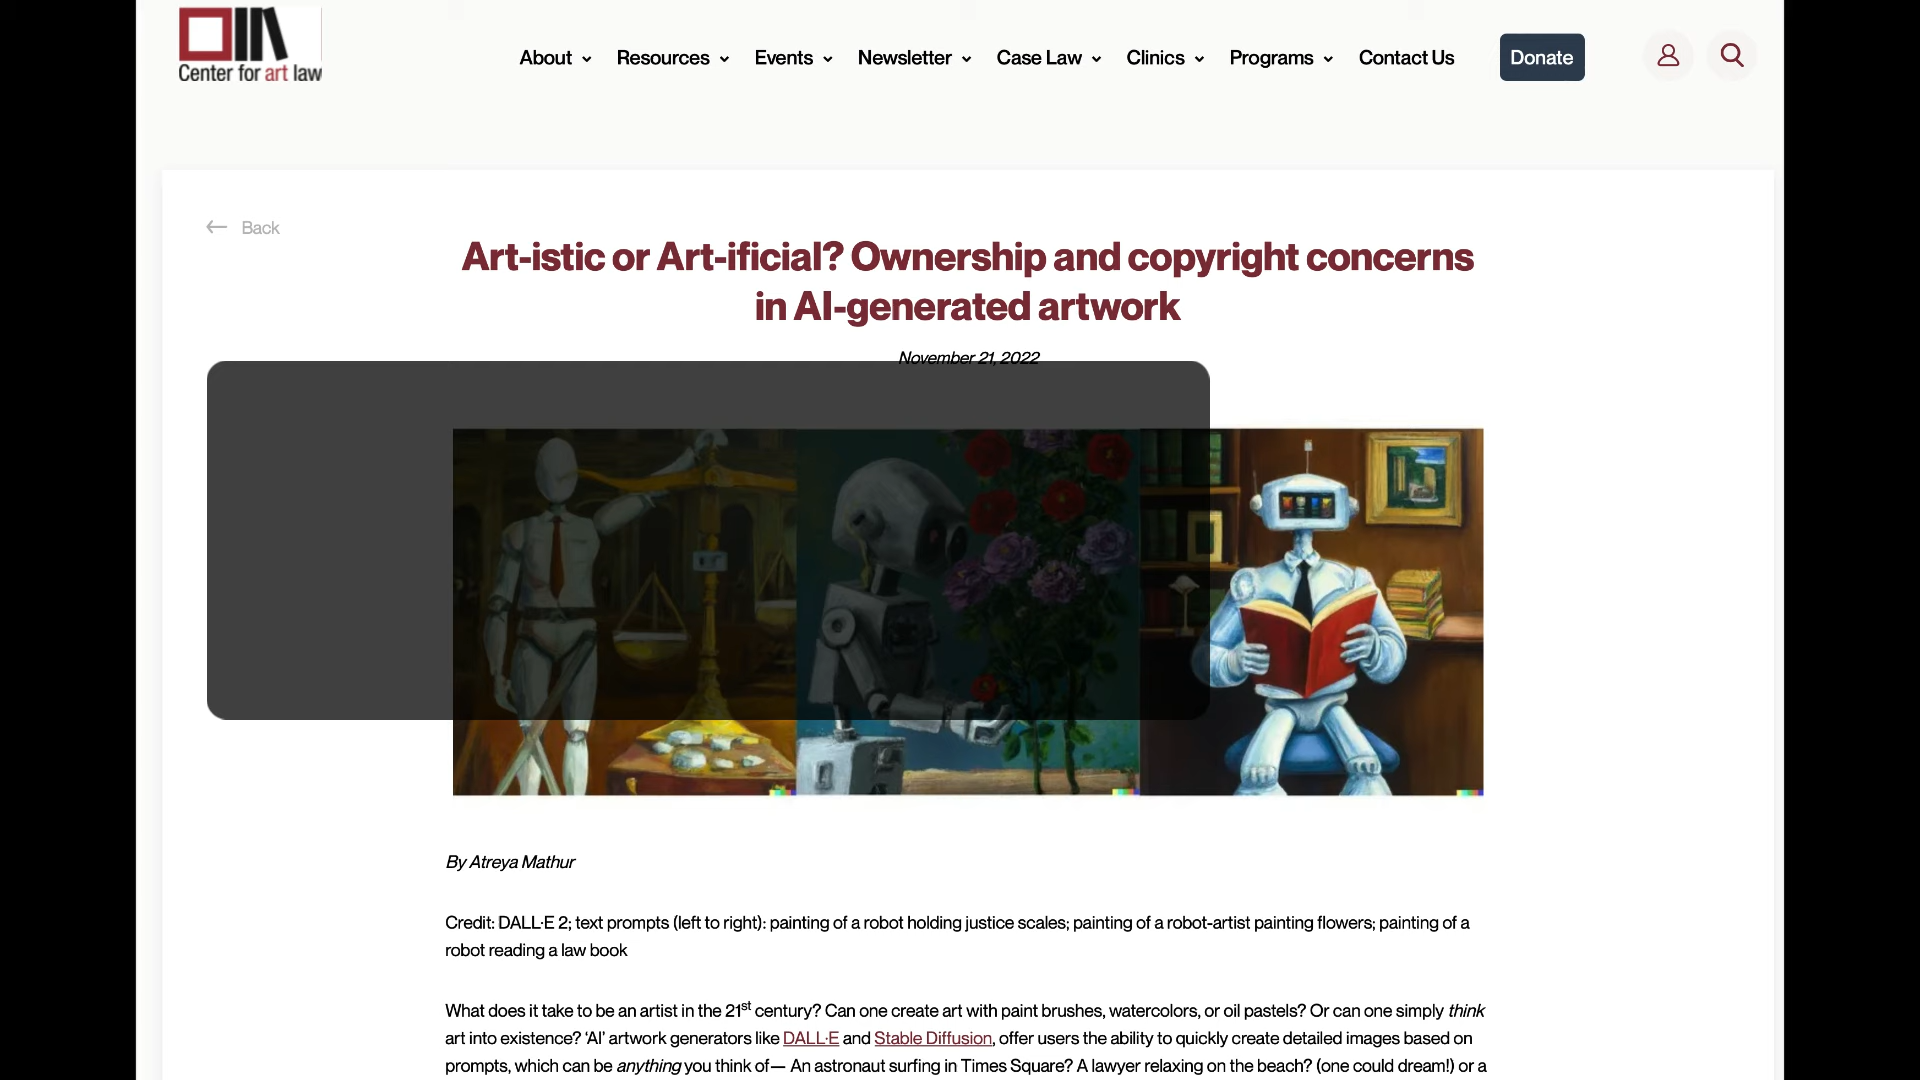 Center for art law
About
Resources
Events
Newsletter
Case Law
Clinics
Programs
Contact Us
Donate
Back
Art-istic or Art-ificial? Ownership and copyright concerns
in AI-generated artwork
November 21, 2022
By Atreya Mathur
Credit: DALL·E 2; text prompts (left to right): painting of a robot holding justice scales; painting of a robot-artist painting flowers; painting of a
robot reading a law book
What does it take to be an artist in the 21st century? Can one create art with paint brushes, watercolors, or oil pastels? Or can one simply think
art into existence? ‘AI’ artwork generators like DALL·E and Stable Diffusion, offer users the ability to quickly create detailed images based on
prompts, which can be anything you think of— An astronaut surfing in Times Square? A lawyer relaxing on the beach? (one could dream!) or a